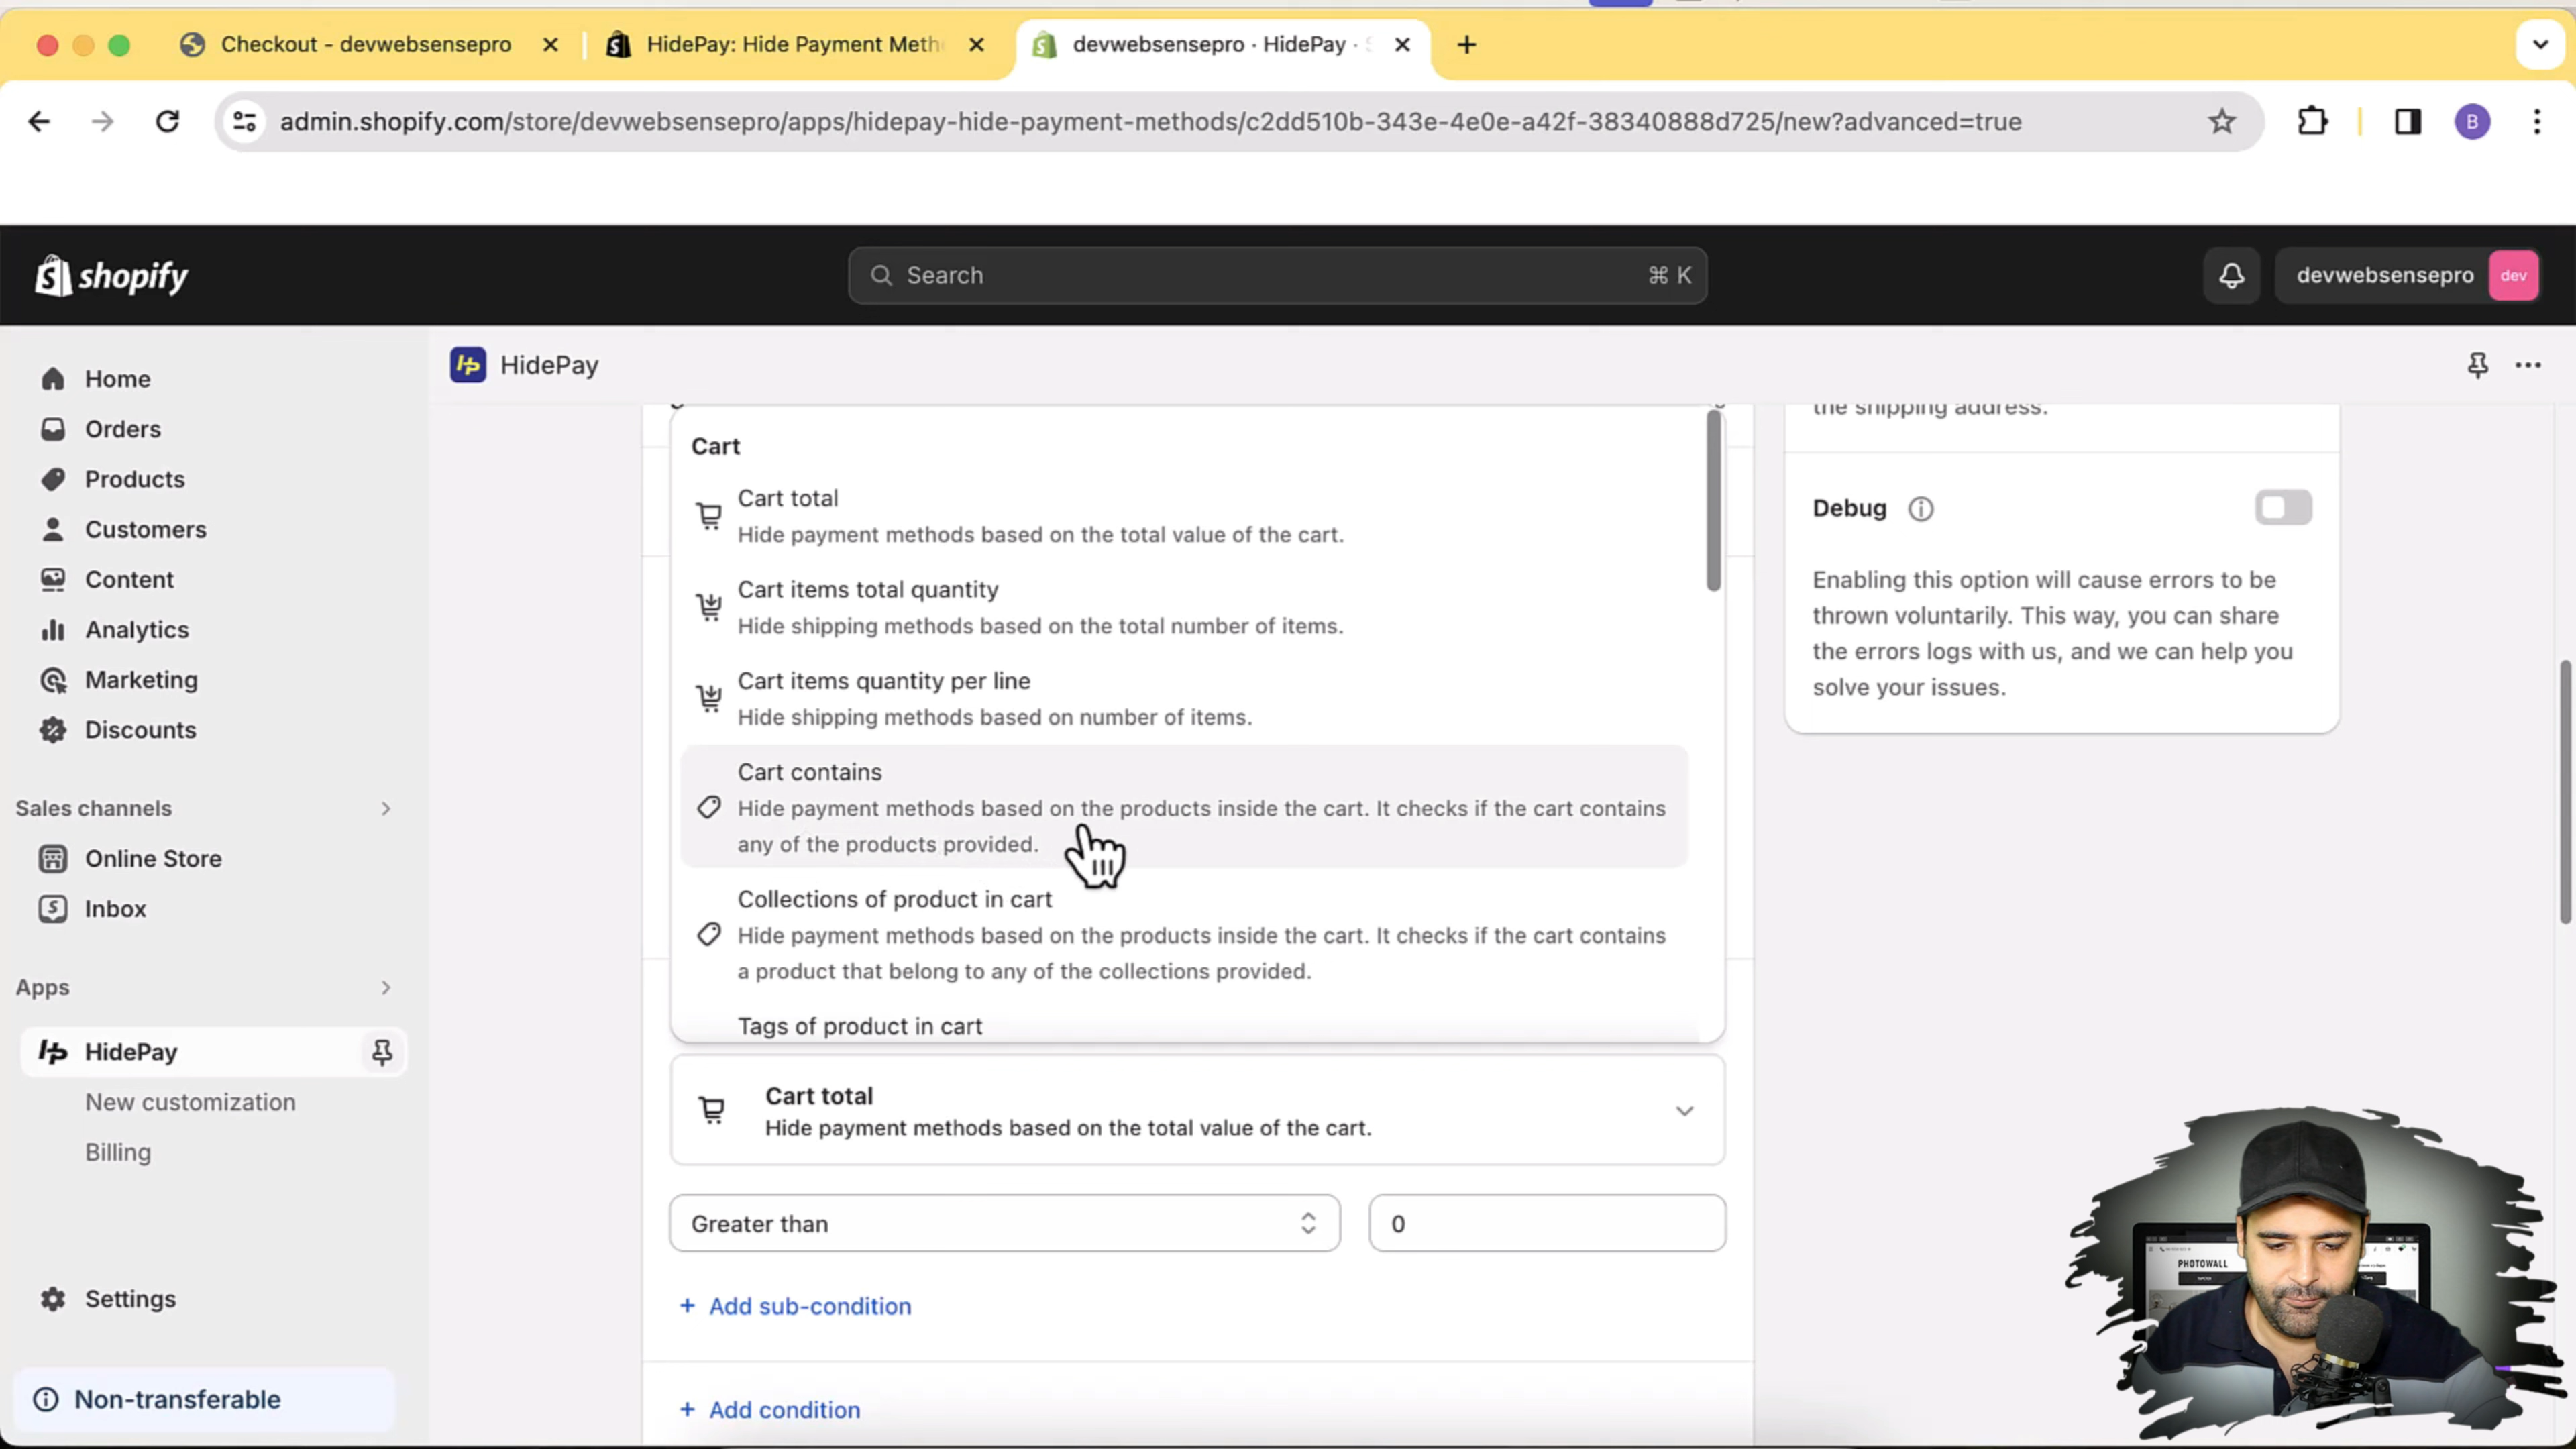 Checkout - devwebsensepro
HidePay: Hide Payment Meth
devwebsensepro · HidePay ·
admin.shopify.com/store/devwebsensepro/apps/hidepay-hide-payment-methods/c2dd510b-343e-4e0e-a42f-38340888d725/new?advanced=true
B
shopify
Search
⌘ K
devwebsensepro
dev
Home
Orders
Products
Customers
Content
Analytics
Marketing
Discounts
Sales channels
Online Store
Inbox
Apps
HidePay
New customization
Billing
Settings
Non-transferable
HidePay
Cart
Cart total
Hide payment methods based on the total value of the cart.
Cart items total quantity
Hide shipping methods based on the total number of items.
Cart items quantity per line
Hide shipping methods based on number of items.
Cart contains
Hide payment methods based on the products inside the cart. It checks if the cart contains
any of the products provided.
Collections of product in cart
Hide payment methods based on the products inside the cart. It checks if the cart contains
a product that belong to any of the collections provided.
Tags of product in cart
Cart total
Hide payment methods based on the total value of the cart.
Greater than
0
+ Add sub-condition
+ Add condition
the shipping address.
Debug
Enabling this option will cause errors to be
thrown voluntarily. This way, you can share
the errors logs with us, and we can help you
solve your issues.
PHOTOWALL